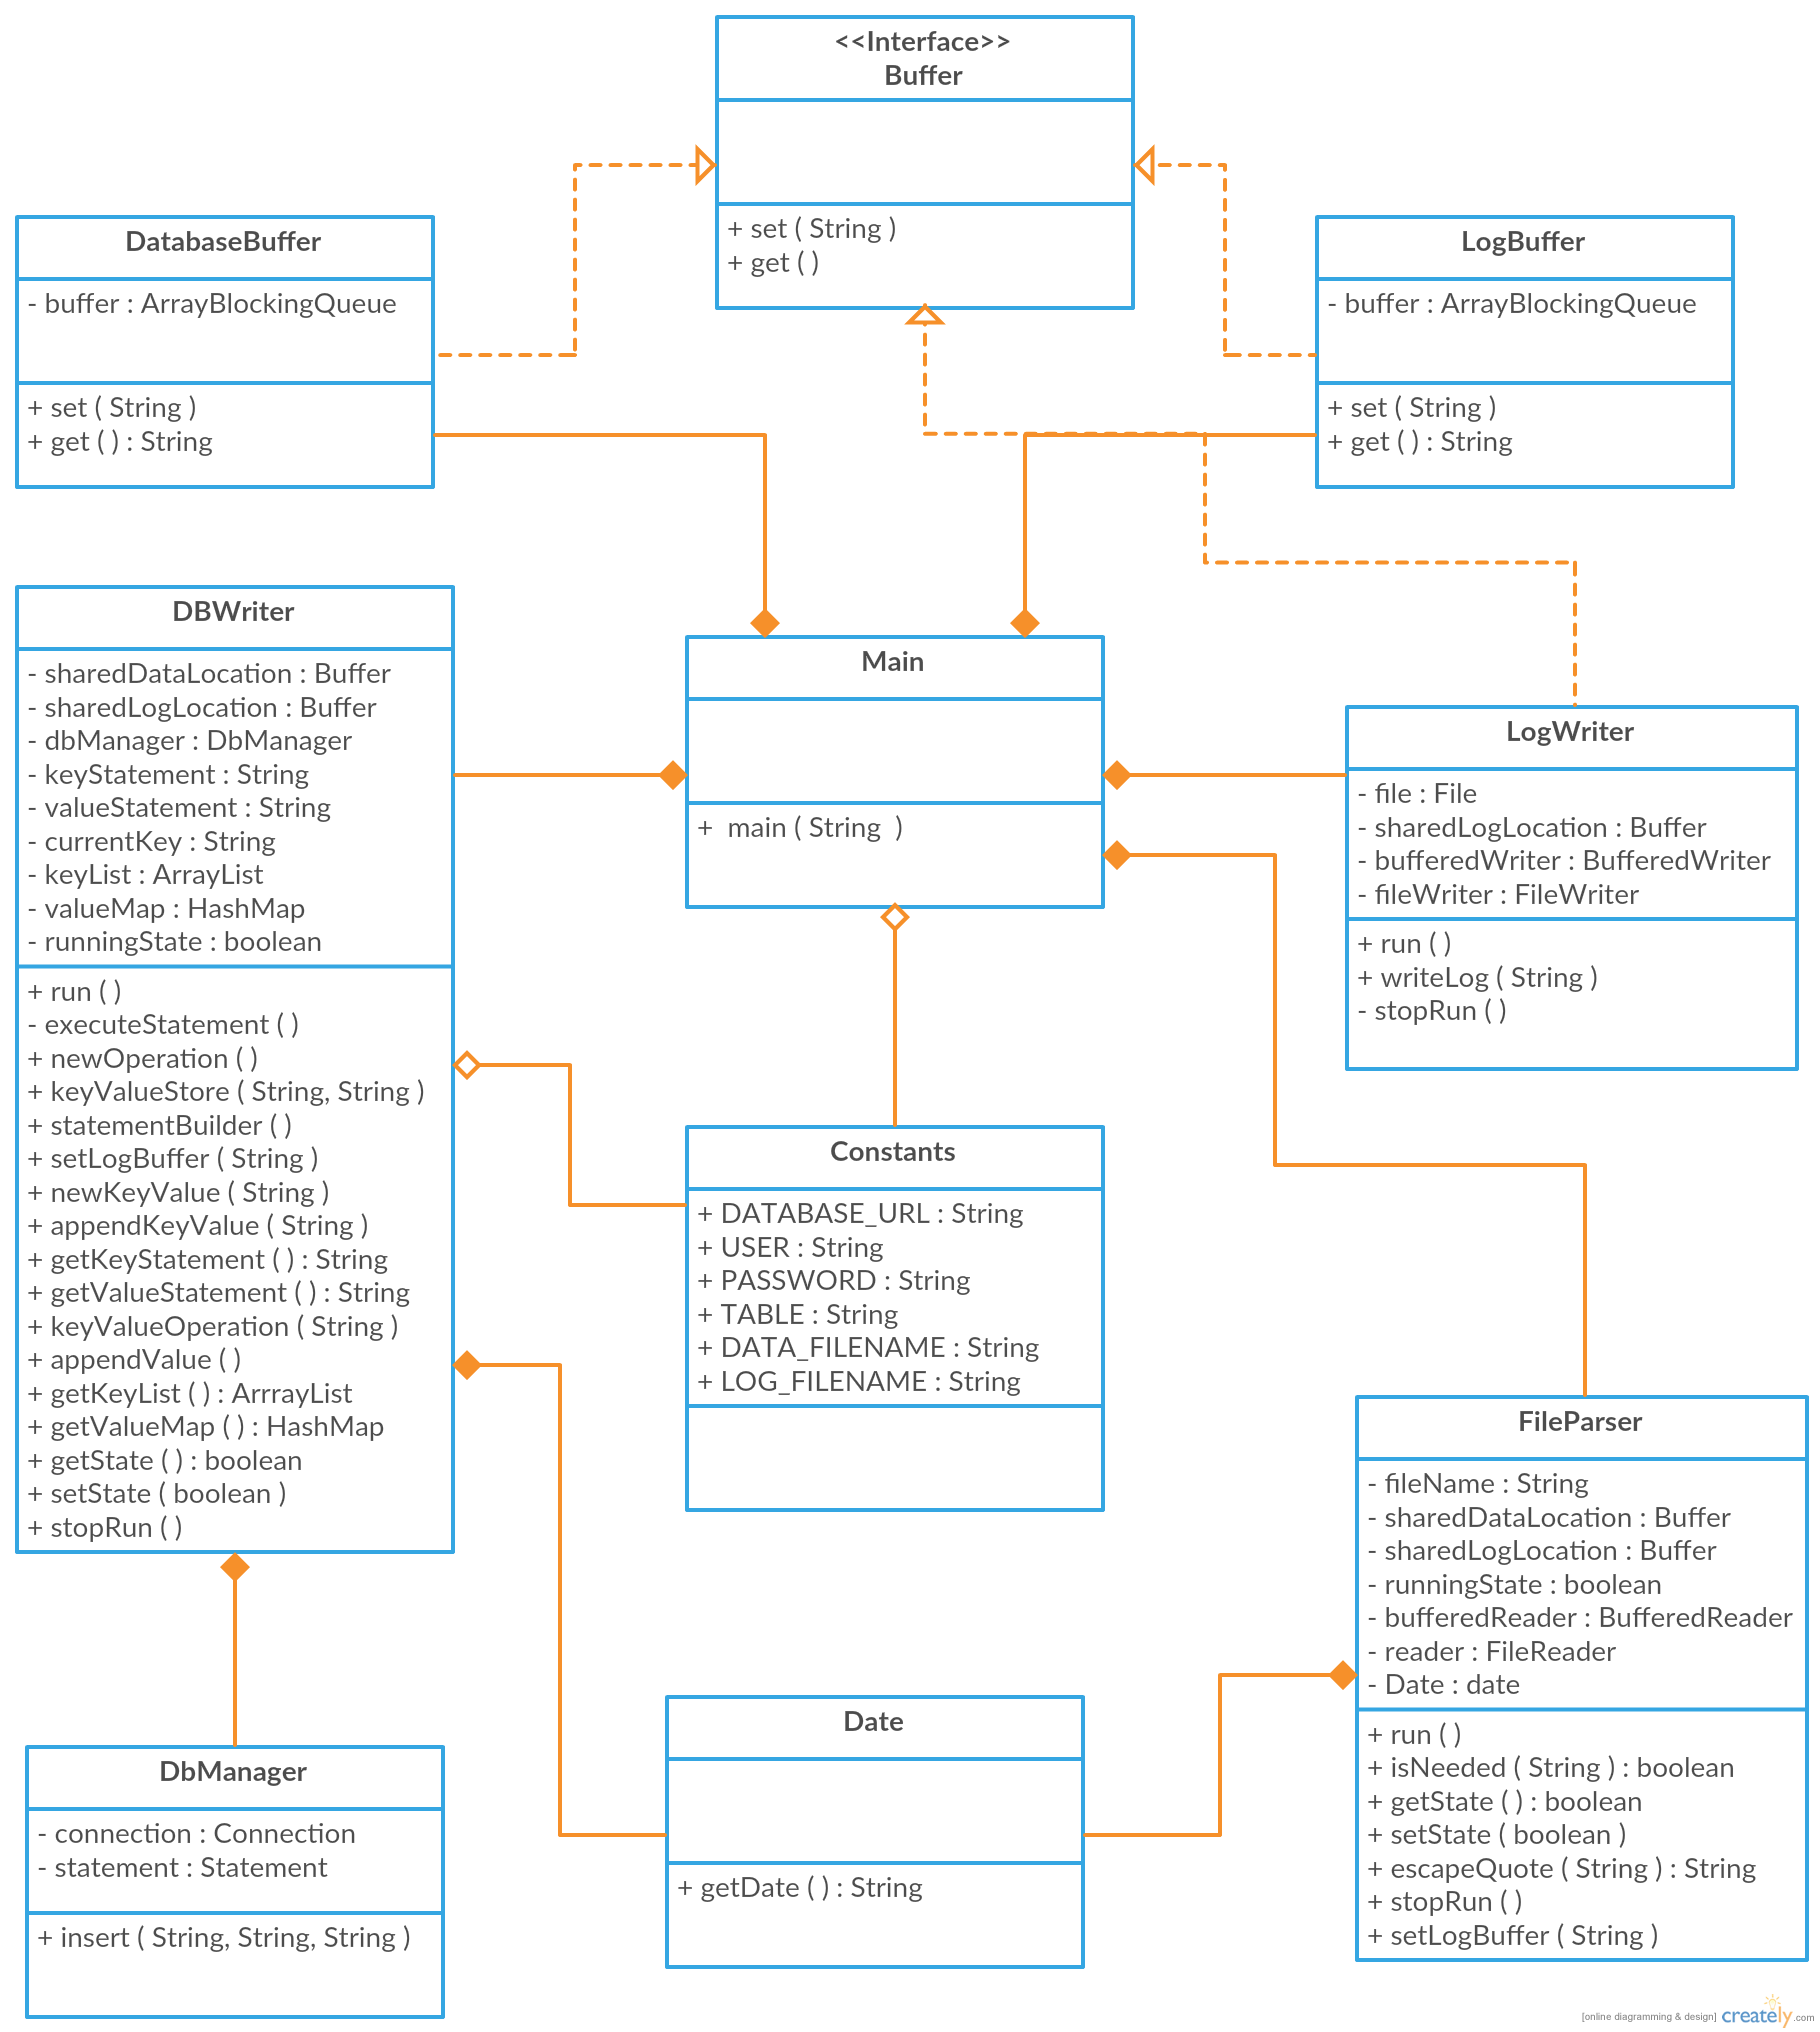 <<Interface>>
Buffer
+ set ( String )
+ get ( )
DatabaseBuffer
- buffer : ArrayBlockingQueue
+ set ( String )
+ get ( ) : String
LogBuffer
- buffer : ArrayBlockingQueue
+ set ( String )
+ get ( ) : String
DBWriter
- sharedDataLocation : Buffer
- sharedLogLocation : Buffer
- dbManager : DbManager
- keyStatement : String
- valueStatement : String
- currentKey : String
- keyList : ArrayList
- valueMap : HashMap
- runningState : boolean
+ run ( )
- executeStatement ( )
+ newOperation ( )
+ keyValueStore ( String, String )
+ statementBuilder ( )
+ setLogBuffer ( String )
+ newKeyValue ( String )
+ appendKeyValue ( String )
+ getKeyStatement ( ) : String
+ getValueStatement ( ) : String
+ keyValueOperation ( String )
+ appendValue ( )
+ getKeyList ( ) : ArrrayList
+ getValueMap ( ) : HashMap
+ getState ( ) : boolean
+ setState ( boolean )
+ stopRun ( )
Main
+ main ( String )
LogWriter
- file : File
- sharedLogLocation : Buffer
- bufferedWriter : BufferedWriter
- fileWriter : FileWriter
+ run ( )
+ writeLog ( String )
- stopRun ( )
Constants
+ DATABASE_URL : String
+ USER : String
+ PASSWORD : String
+ TABLE : String
+ DATA_FILENAME : String
+ LOG_FILENAME : String
FileParser
- fileName : String
- sharedDataLocation : Buffer
- sharedLogLocation : Buffer
- runningState : boolean
- bufferedReader : BufferedReader
- reader : FileReader
- Date : date
+ run ( )
+ isNeeded ( String ) : boolean
+ getState ( ) : boolean
+ setState ( boolean )
+ escapeQuote ( String ) : String
+ stopRun ( )
+ setLogBuffer ( String )
DbManager
- connection : Connection
- statement : Statement
+ insert ( String, String, String )
Date
+ getDate ( ) : String
[online diagramming & design] creately.com